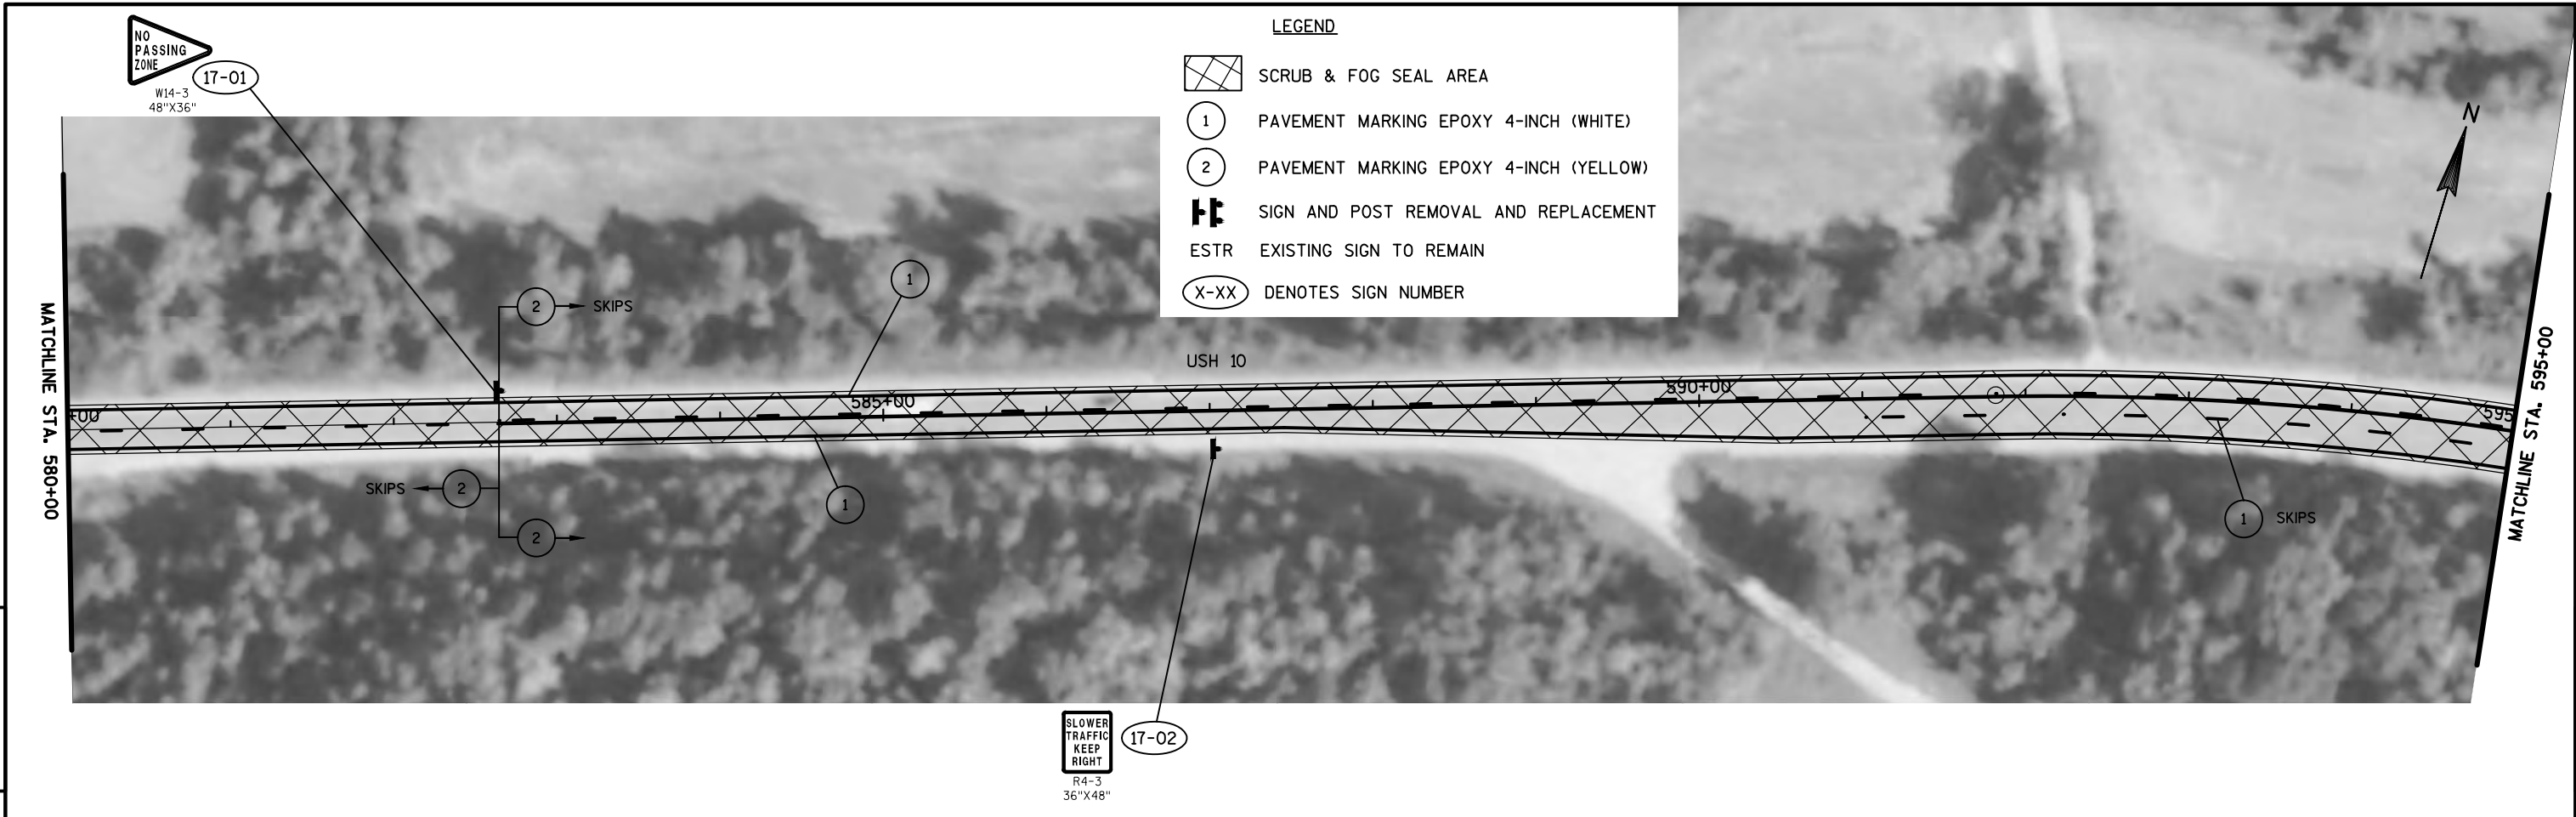 NO
PASSING
ZONE
17-01
W14-3
48"X36"
LEGEND
SCRUB & FOG SEAL AREA
1 PAVEMENT MARKING EPOXY 4-INCH (WHITE)
2 PAVEMENT MARKING EPOXY 4-INCH (YELLOW)
SIGN AND POST REMOVAL AND REPLACEMENT
ESTR EXISTING SIGN TO REMAIN
X-XX DENOTES SIGN NUMBER
N
MATCHLINE STA. 580+00
2 SKIPS
1
USH 10
+00
585+00
590+00
595
SKIPS 2
1
2
1 SKIPS
MATCHLINE STA. 595+00
SLOWER
TRAFFIC
KEEP
RIGHT
17-02
R4-3
36"X48"